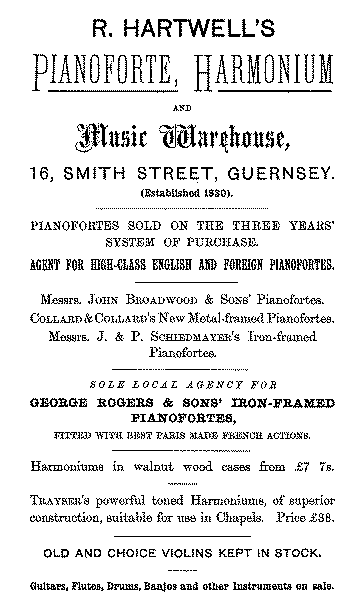 R. HARTWELL'S
PIANOFORTE, HARMONIUM
AND
Music Warehouse,
16, SMITH STREET, GUERNSEY.
(Established 1830).
PIANOFORTES SOLD ON THE THREE YEARS'
SYSTEM OF PURCHASE.
AGENT FOR HIGH-CLASS ENGLISH AND FOREIGN PIANOFORTES.
Messrs. JOHN BROADWOOD & SONS' Pianofortes.
COLLARD & COLLARD'S New Metal-framed Pianofortes.
Messrs. J. & P. SCHIEDMAYER'S Iron-framed
Pianofortes.
SOLE LOCAL AGENCY FOR
GEORGE ROGERS & SONS' IRON-FRAMED
PIANOFORTES,
FITTED WITH BEST PARIS MADE FRENCH ACTIONS.
Harmoniums in walnut wood cases from £7 7s.
TRAYSER'S powerful toned Harmoniums, of superior
construction, suitable for use in Chapels. Price £38.
OLD AND CHOICE VIOLINS KEPT IN STOCK.
Guitars, Flutes, Drums, Banjos and other Instruments on sale.